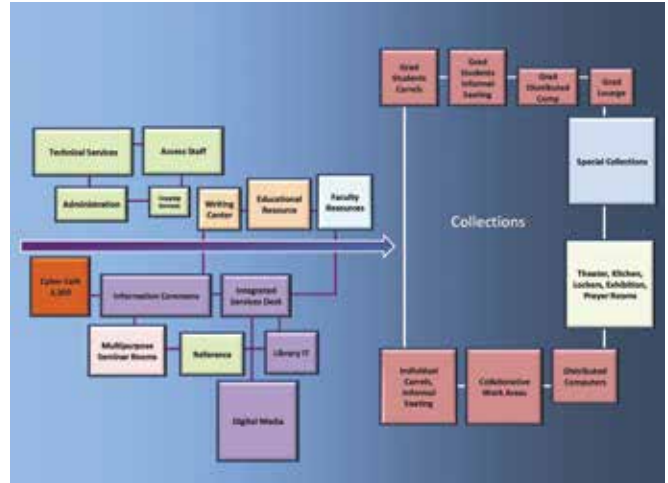 Grad
Students
Carrels
Grad
Students
Informal
Seating
Grad
Distributed
Comp
Grad
Lounge
Technical Services
Access Staff
Special Collections
Administration
Writing
Center
Educational
Resource
Faculty
Resources
Collections
Cyber Café
Information Commons
Integrated
Services Desk
Theater, Kitchen,
Lockers, Exhibition,
Prayer Rooms
Multipurpose
Seminar Rooms
Reference
Library IT
Individual
Carrels,
Informal
Seating
Collaborative
Work Areas
Distributed
Computers
Digital Media